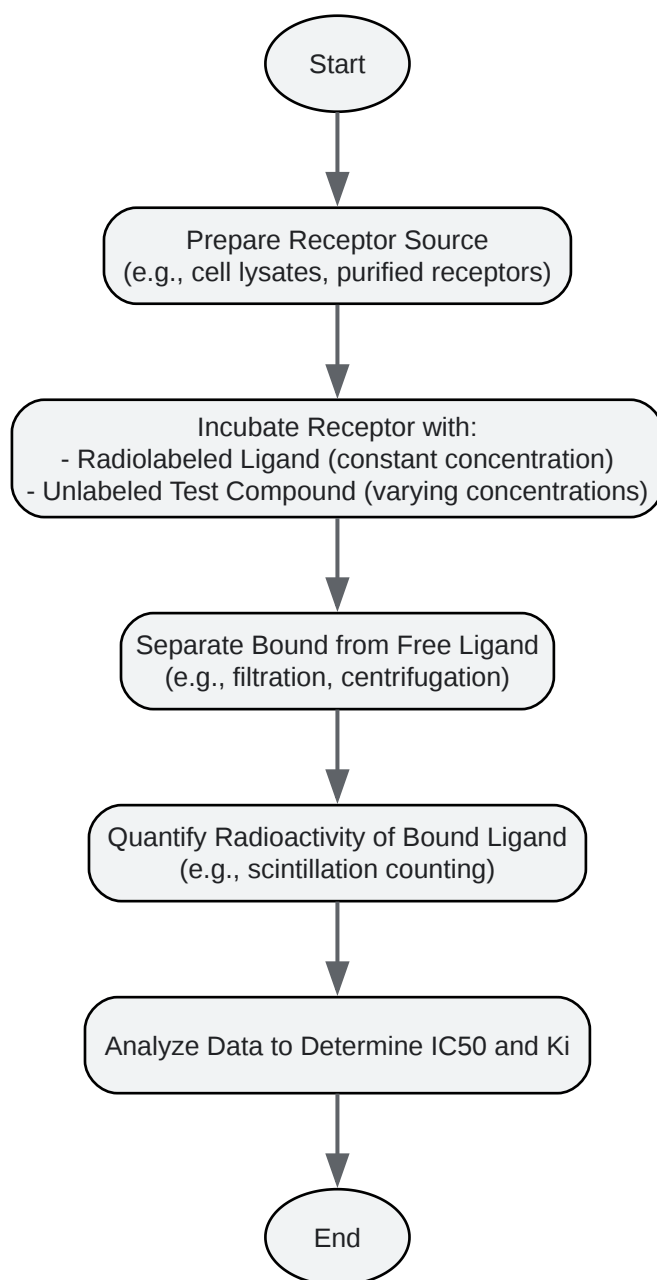 Start
Prepare Receptor Source
(e.g., cell lysates, purified receptors)
Incubate Receptor with:
- Radiolabeled Ligand (constant concentration)
- Unlabeled Test Compound (varying concentrations)
Separate Bound from Free Ligand
(e.g., filtration, centrifugation)
Quantify Radioactivity of Bound Ligand
(e.g., scintillation counting)
Analyze Data to Determine IC50 and Ki
End